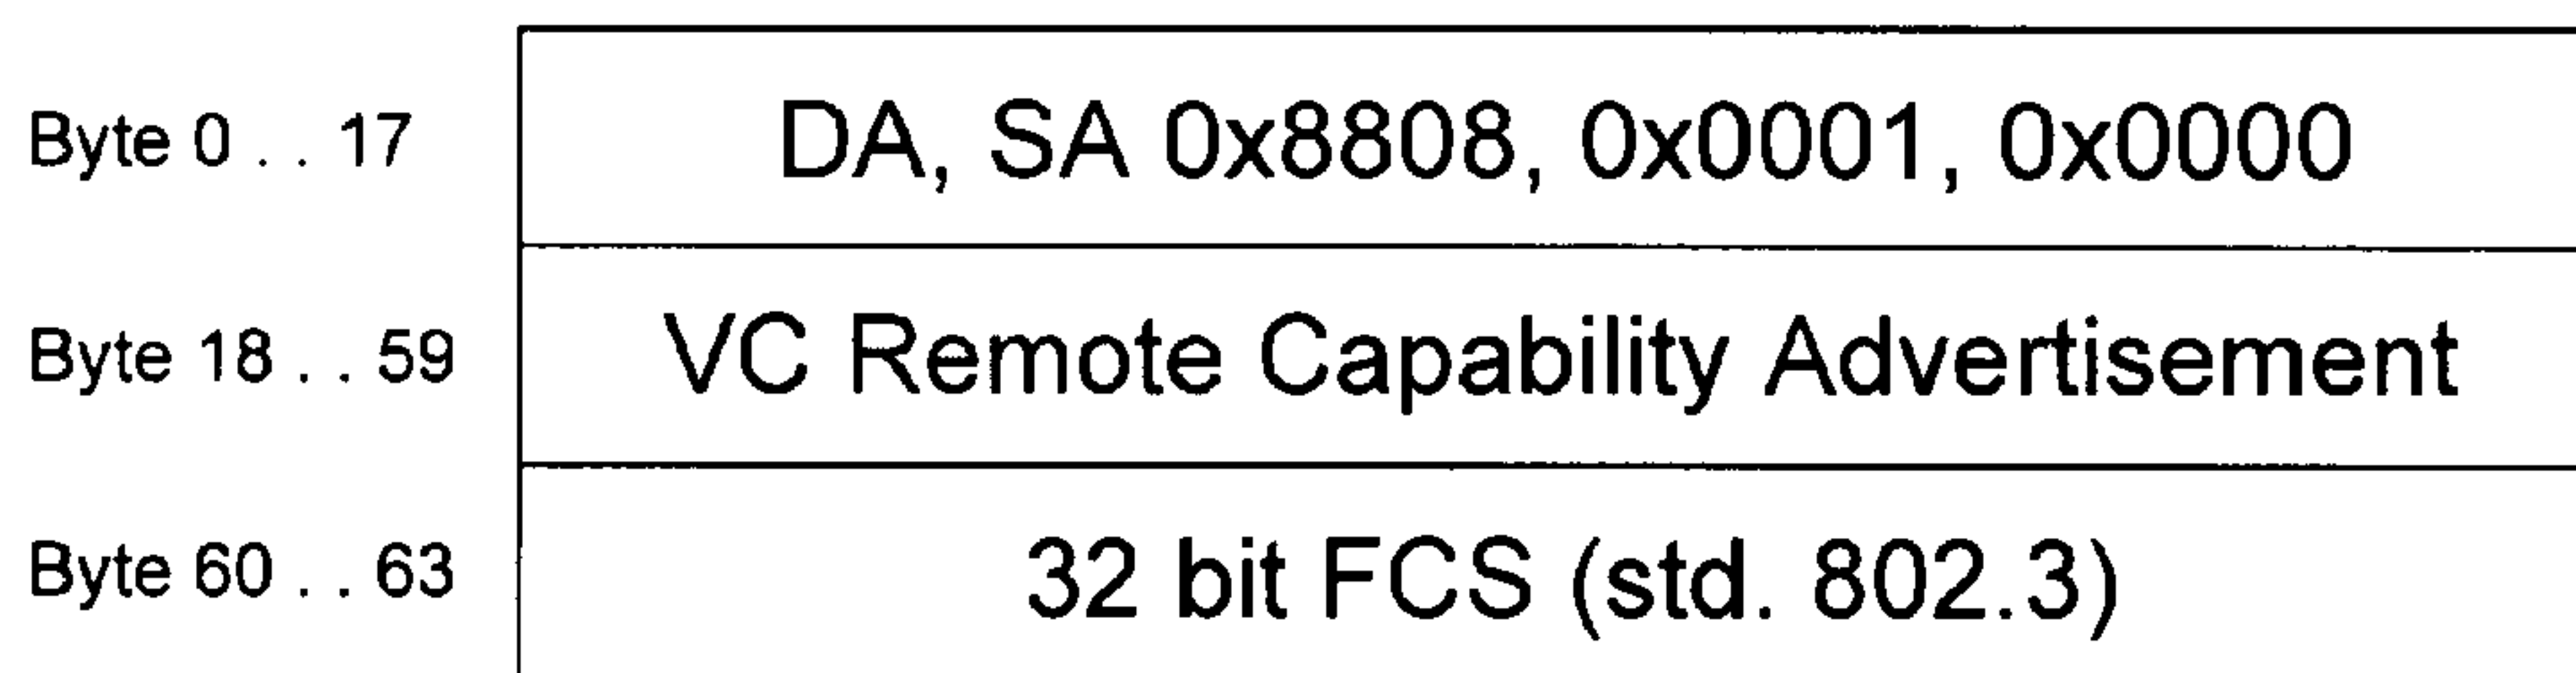 Byte 0 . . 17 DA, SA 0x8808, 0x0001, 0x0000
Byte 18 . . 59 VC Remote Capability Advertisement
Byte 60 . . 63 32 bit FCS (std. 802.3)